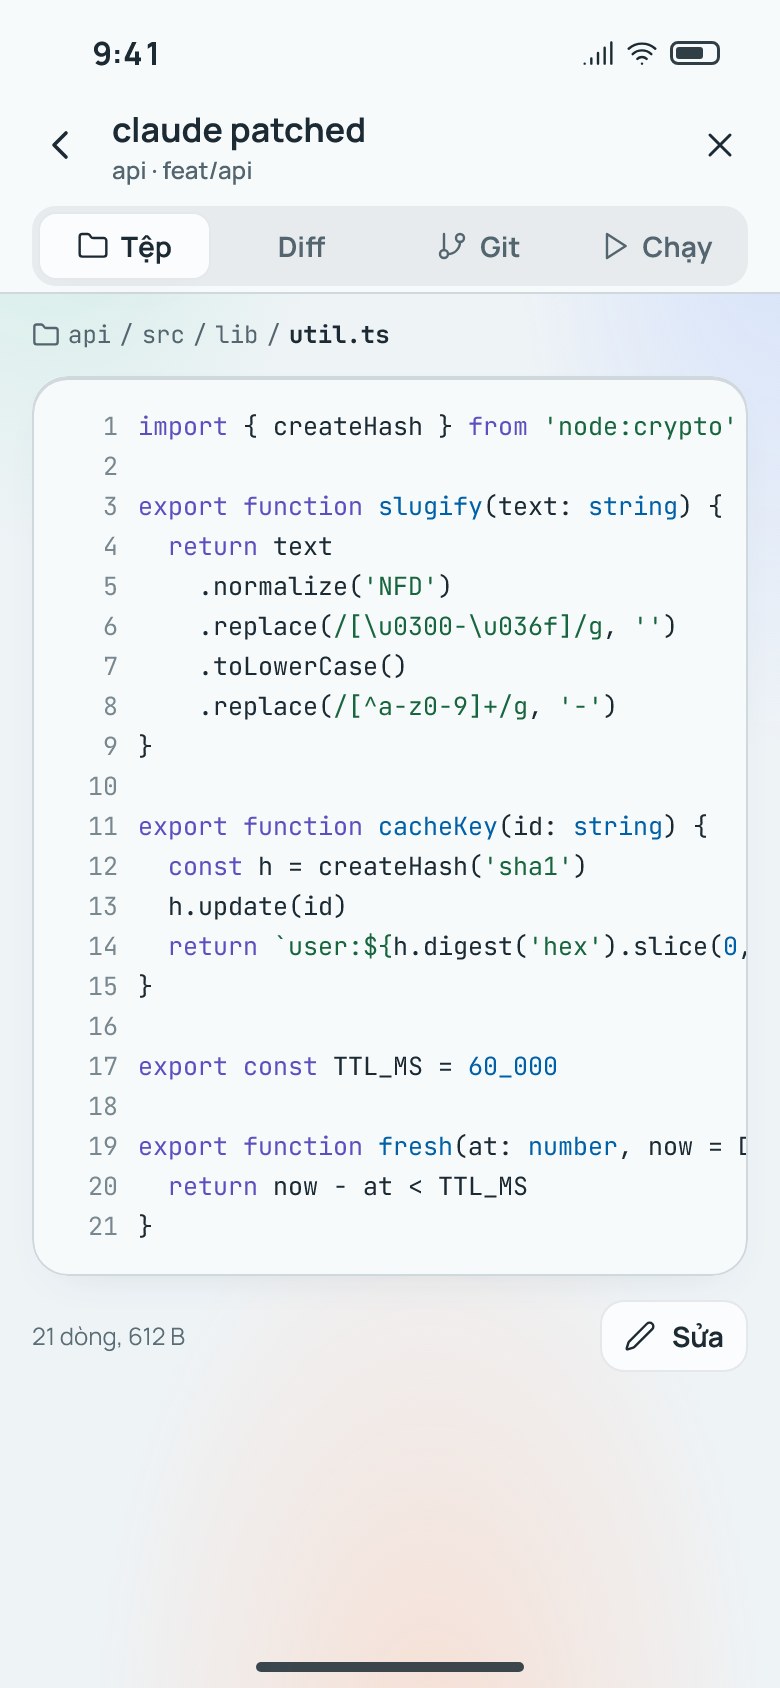 9:41
claude patched
api · feat/api
Tệp Diff Git Chạy
api / src / lib / util.ts
1 import { createHash } from 'node:crypto'
2
3 export function slugify(text: string) {
4   return text
5     .normalize('NFD')
6     .replace(/[\u0300-\u036f]/g, '')
7     .toLowerCase()
8     .replace(/[^a-z0-9]+/g, '-')
9 }
10
11 export function cacheKey(id: string) {
12   const h = createHash('sha1')
13   h.update(id)
14   return `user:${h.digest('hex').slice(0,
15 }
16
17 export const TTL_MS = 60_000
18
19 export function fresh(at: number, now =
20   return now - at < TTL_MS
21 }
21 dòng, 612 B
Sửa